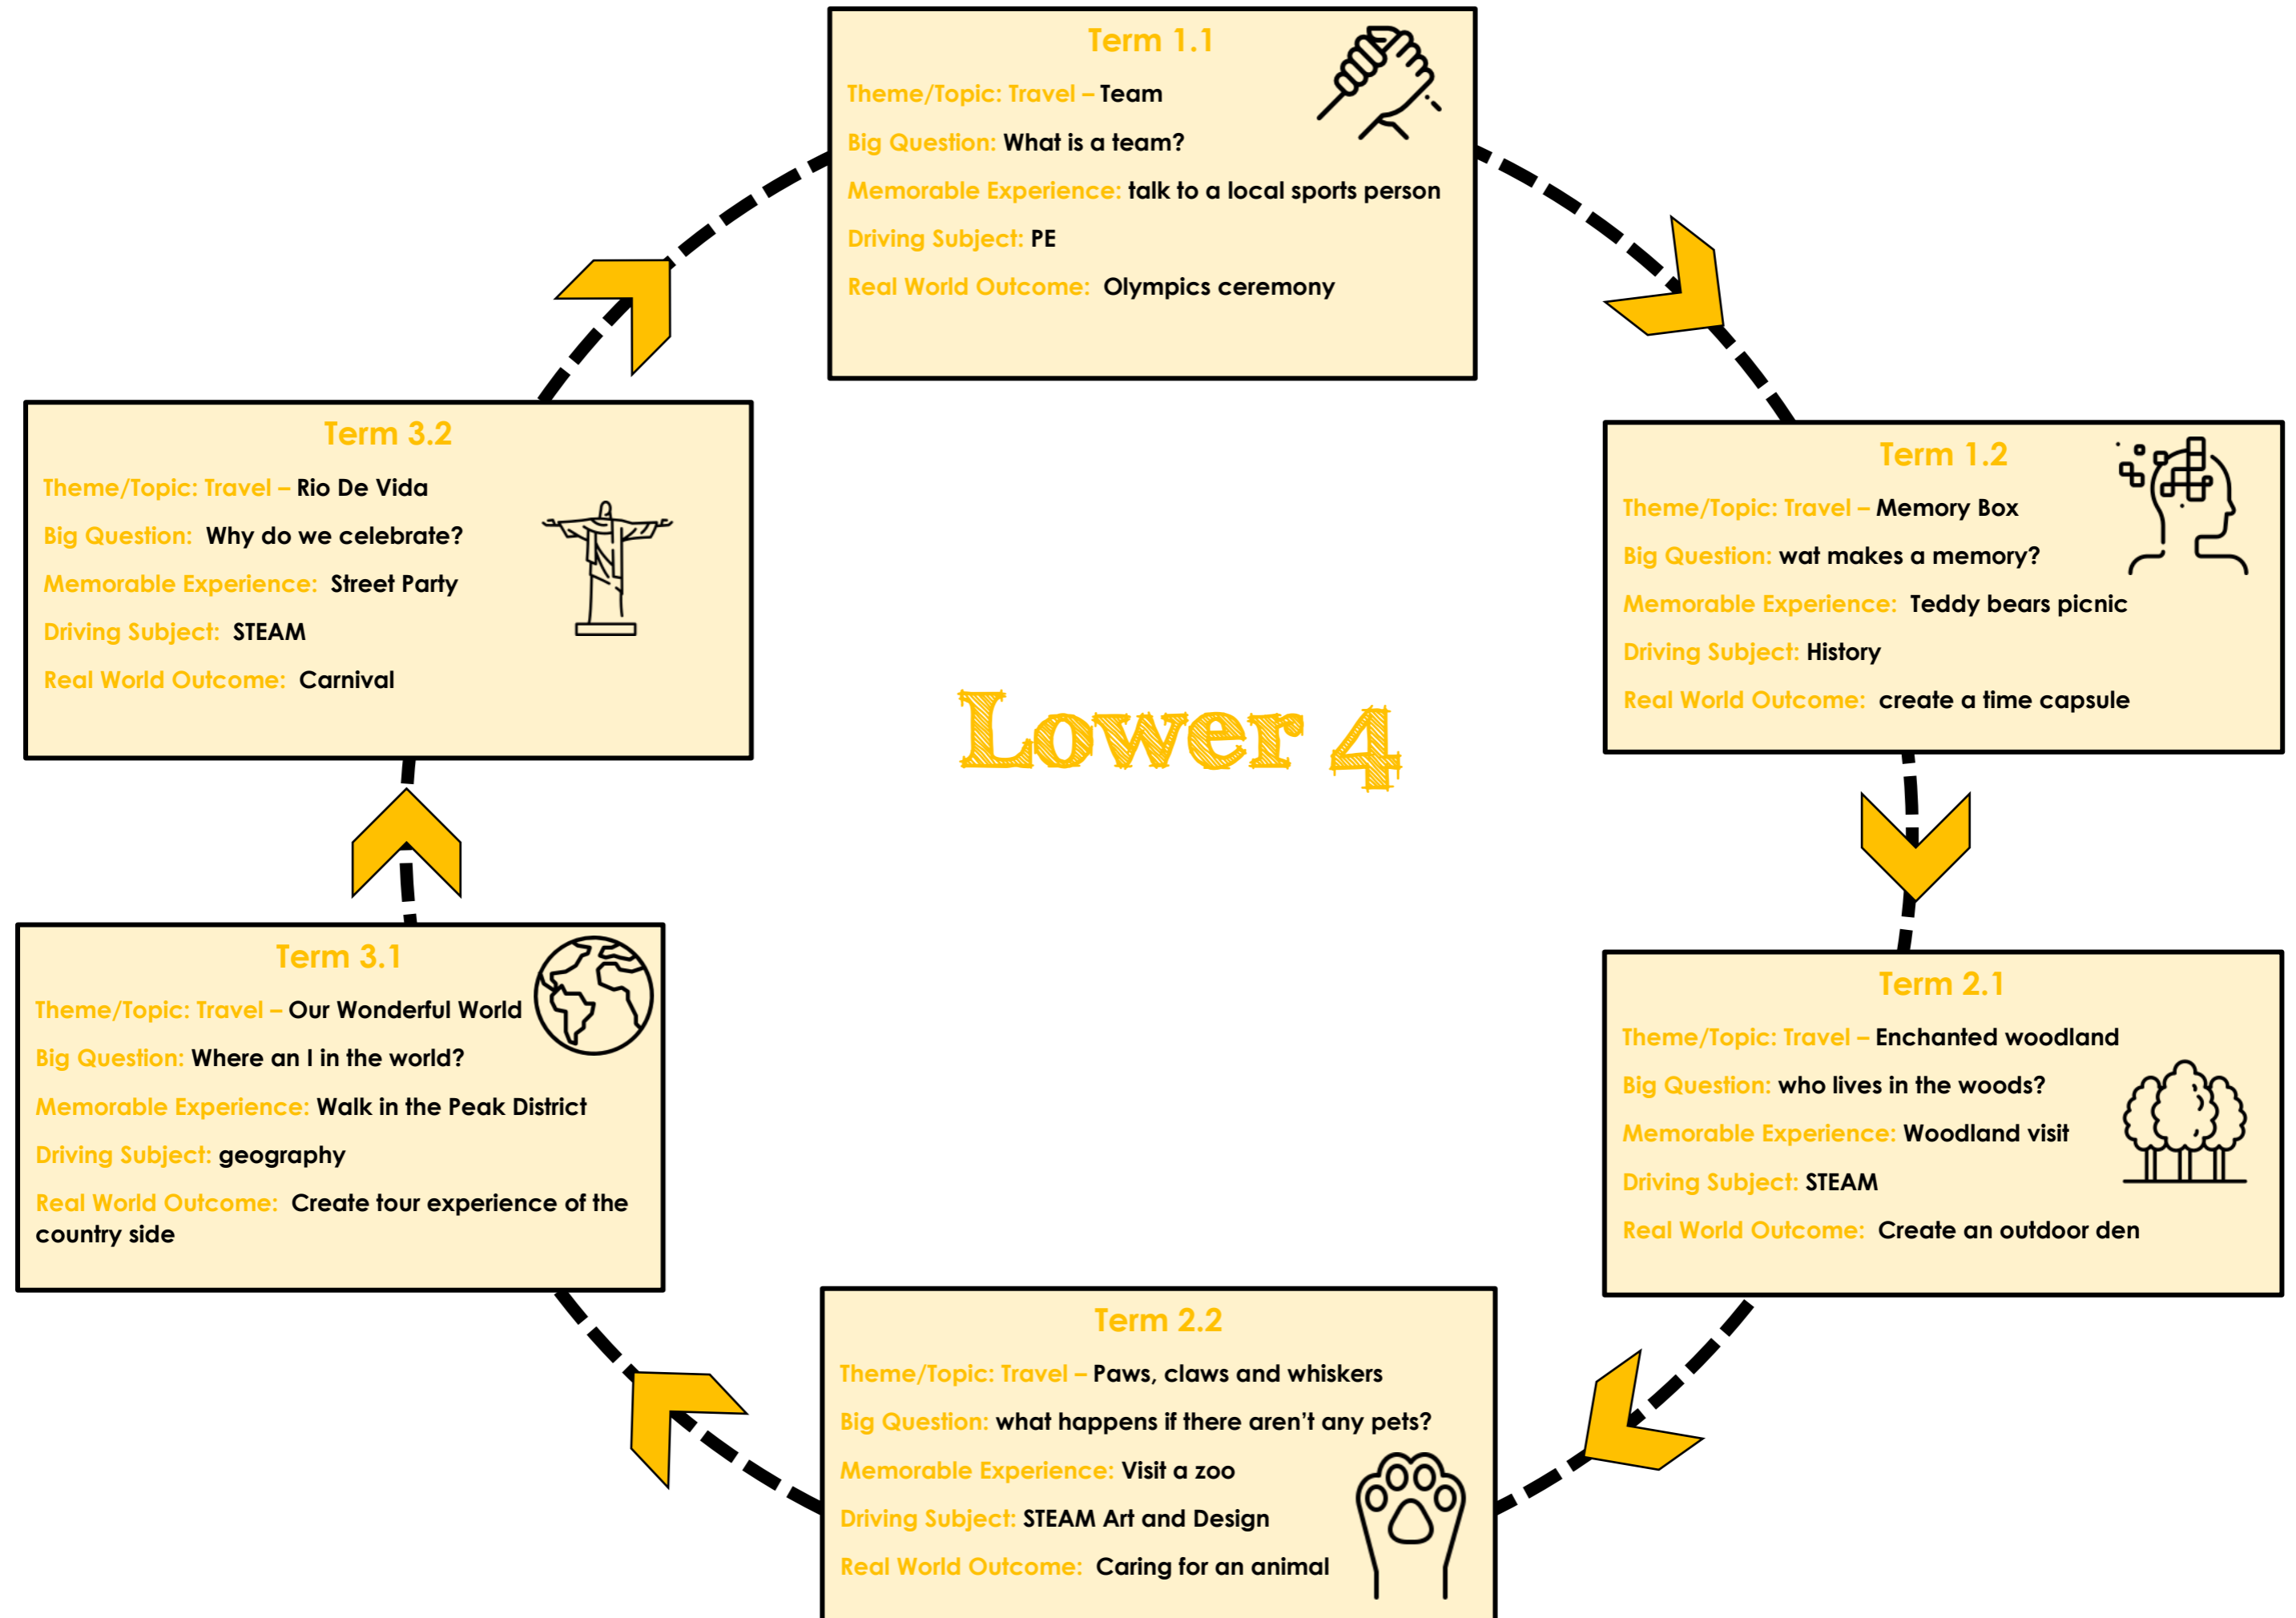 Term 1.1
Theme/Topic: Travel – Team
Big Question: What is a team?
Memorable Experience: talk to a local sports person
Driving Subject: PE
Real World Outcome: Olympics ceremony
Term 1.2
Theme/Topic: Travel – Memory Box
Big Question: wat makes a memory?
Memorable Experience: Teddy bears picnic
Driving Subject: History
Real World Outcome: create a time capsule
Term 2.1
Theme/Topic: Travel – Enchanted woodland
Big Question: who lives in the woods?
Memorable Experience: Woodland visit
Driving Subject: STEAM
Real World Outcome: Create an outdoor den
Term 2.2
Theme/Topic: Travel – Paws, claws and whiskers
Big Question: what happens if there aren't any pets?
Memorable Experience: Visit a zoo
Driving Subject: STEAM Art and Design
Real World Outcome: Caring for an animal
Term 3.1
Theme/Topic: Travel – Our Wonderful World
Big Question: Where an I in the world?
Memorable Experience: Walk in the Peak District
Driving Subject: geography
Real World Outcome: Create tour experience of the
country side
Term 3.2
Theme/Topic: Travel – Rio De Vida
Big Question: Why do we celebrate?
Memorable Experience: Street Party
Driving Subject: STEAM
Real World Outcome: Carnival
Lower 4